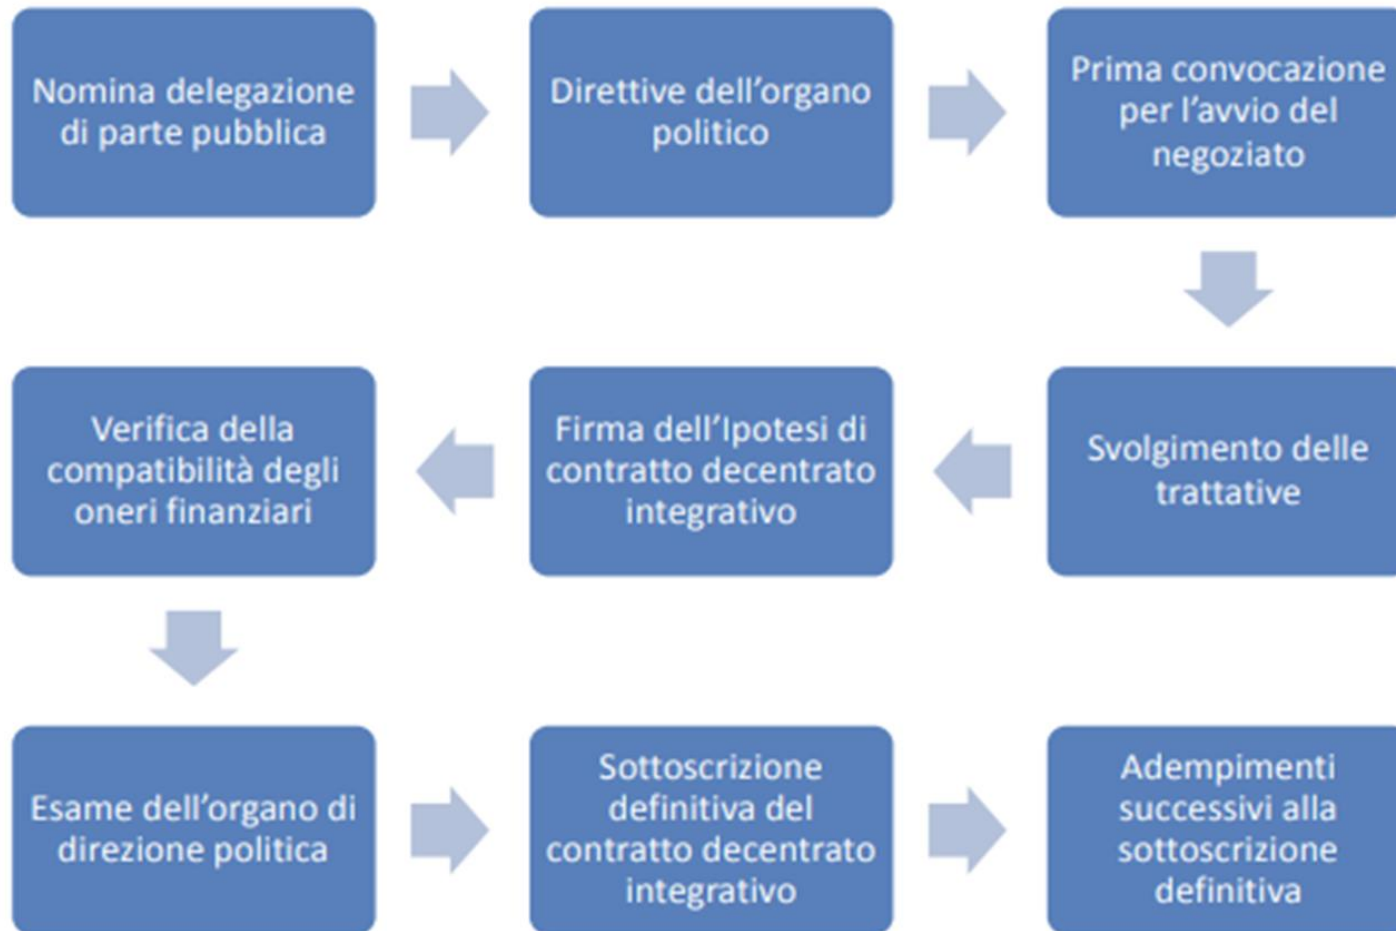 Nomina delegazione
di parte pubblica
Direttive dell’organo
politico
Prima convocazione
per l’avvio del
negoziato
Svolgimento delle
trattative
Firma dell’Ipotesi di
contratto decentrato
integrativo
Verifica della
compatibilità degli
oneri finanziari
Esame dell’organo di
direzione politica
Sottoscrizione
definitiva del
contratto decentrato
integrativo
Adempimenti
successivi alla
sottoscrizione
definitiva